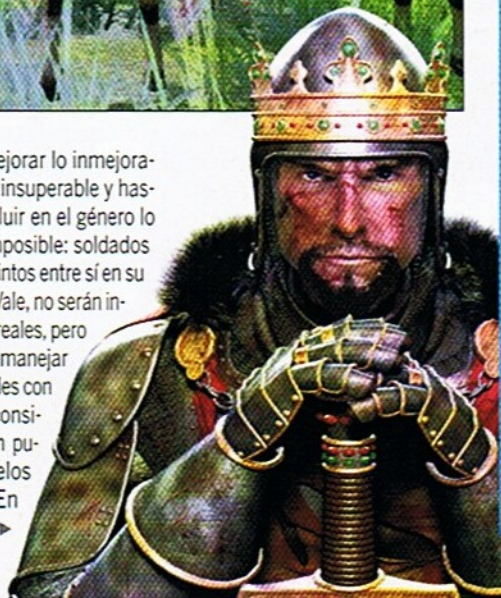 ejorar lo inmejora-
insuperable y has-
luir en el género lo
posible: soldados
intos entre sí en su
Vale, no serán in-
reales, pero
manejar
les con
onsi-
n pu-
elos
En